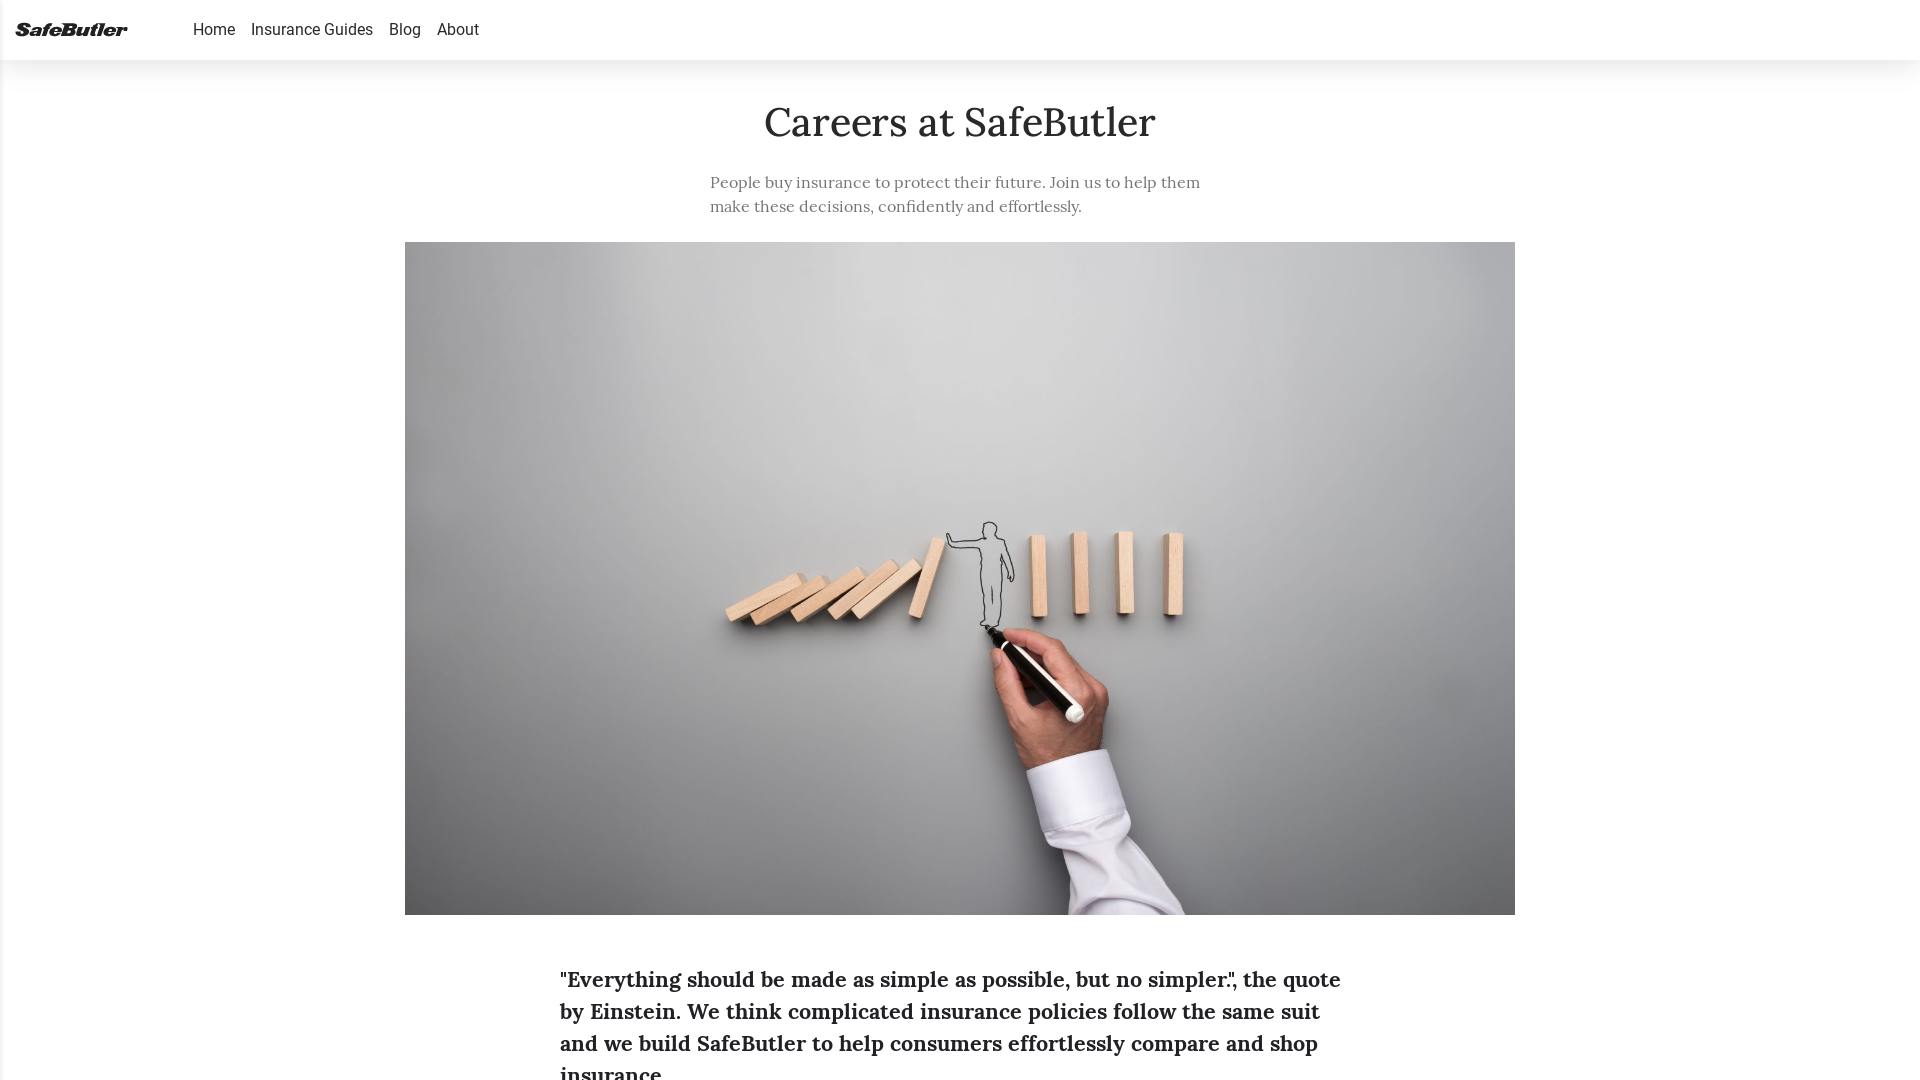 SafeButler
Home Insurance Guides Blog About
Careers at SafeButler
People buy insurance to protect their future. Join us to help them
make these decisions, confidently and effortlessly.
"Everything should be made as simple as possible, but no simpler.", the quote
by Einstein. We think complicated insurance policies follow the same suit
and we build SafeButler to help consumers effortlessly compare and shop
insurance